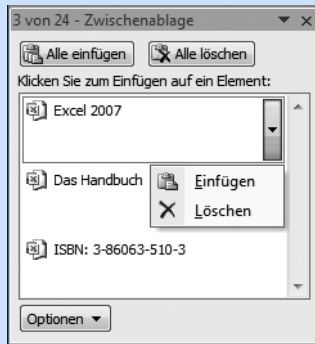 3 von 24 - Zwischenablage
Alle einfügen Alle löschen
Klicken Sie zum Einfügen auf ein Element:
Excel 2007
Das Handbuch
Einfügen
Löschen
ISBN: 3-86063-510-3
Optionen